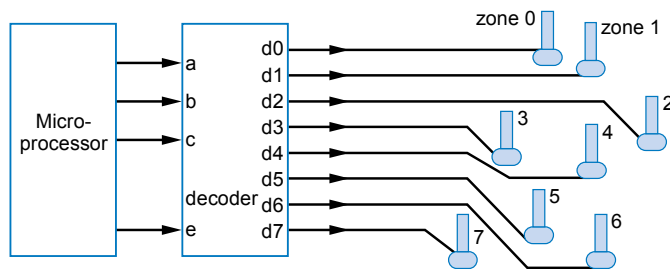 Micro-
processor
a
b
c
e
decoder
d0
d1
d2
d3
d4
d5
d6
d7
zone 0
zone 1
2
3
4
5
6
7